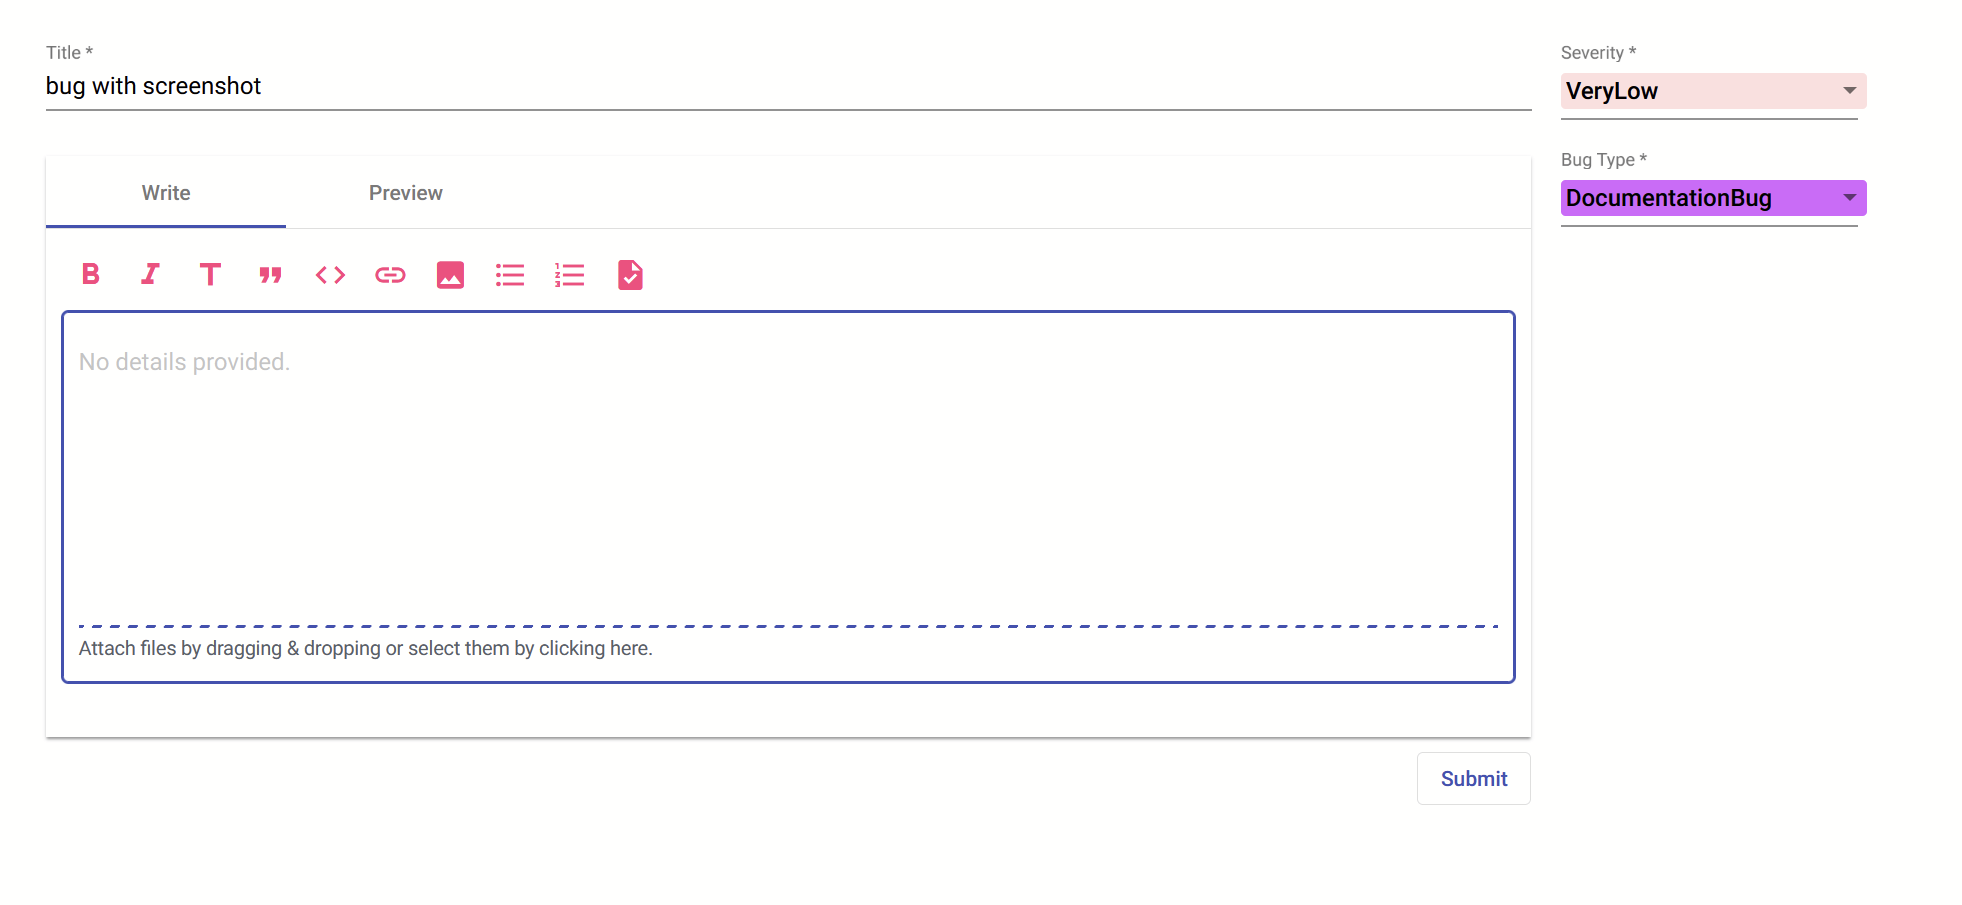 Title *
bug with screenshot
Severity *
VeryLow
Bug Type *
DocumentationBug
Write
Preview
No details provided.
Attach files by dragging & dropping or select them by clicking here.
Submit